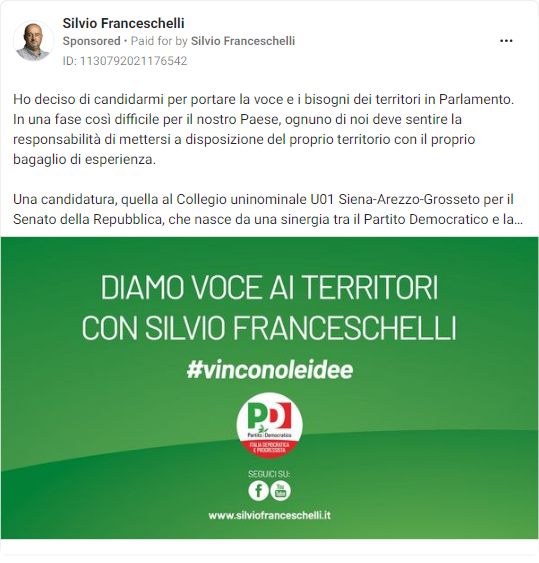 Silvio Franceschelli
Sponsored • Paid for by Silvio Franceschelli
ID: 1130792021176542
Ho deciso di candidarmi per portare la voce e i bisogni dei territori in Parlamento.
In una fase così difficile per il nostro Paese, ognuno di noi deve sentire la
responsabilità di mettersi a disposizione del proprio territorio con il proprio
bagaglio di esperienza.
Una candidatura, quella al Collegio uninominale U01 Siena-Arezzo-Grosseto per il
Senato della Repubblica, che nasce da una sinergia tra il Partito Democratico e la...
DIAMO VOCE AI TERRITORI
CON SILVIO FRANCESCHELLI
#vinconoleidee
PD
Partito Democratico
ITALIA DEMOCRATICA
E PROGRESSISTA
SEGUICI SU:
f You Tube
www.silviofranceschelli.it